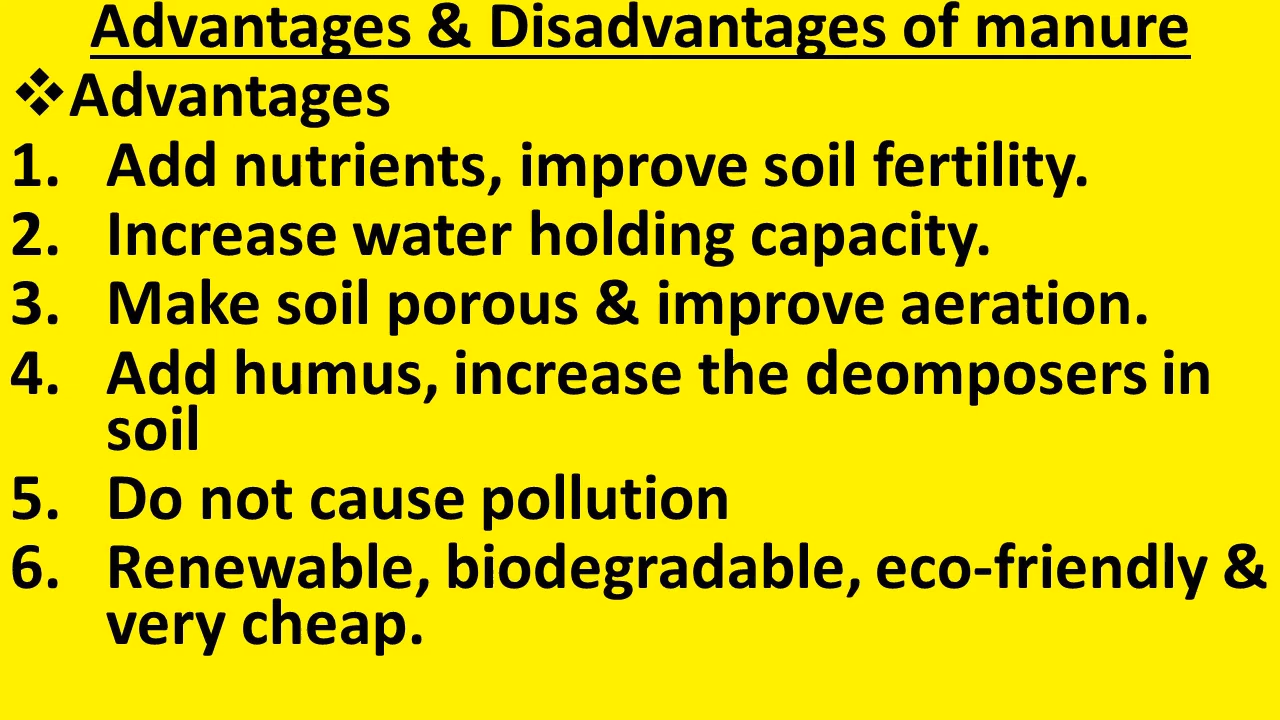 Advantages & Disadvantages of manure
❖Advantages
1. Add nutrients, improve soil fertility.
2. Increase water holding capacity.
3. Make soil porous & improve aeration.
4. Add humus, increase the deomposers in
soil
5. Do not cause pollution
6. Renewable, biodegradable, eco-friendly &
very cheap.